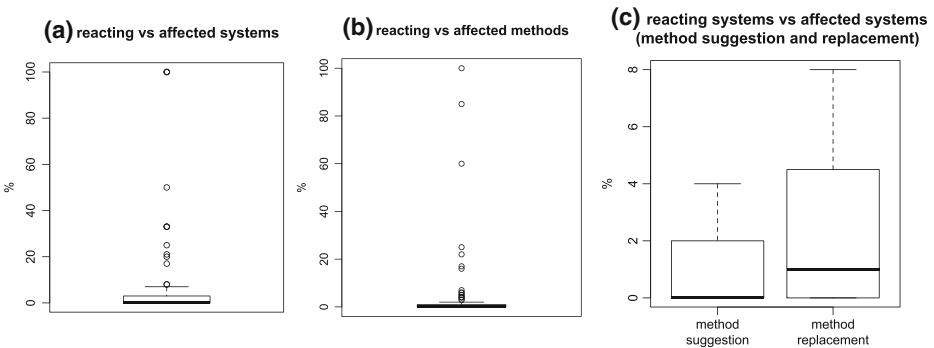 (a) reacting vs affected systems
%
100
80
60
40
20
0
(b) reacting vs affected methods
%
100
80
60
40
20
0
(c) reacting systems vs affected systems
(method suggestion and replacement)
%
8
6
4
2
0
method
suggestion
method
replacement